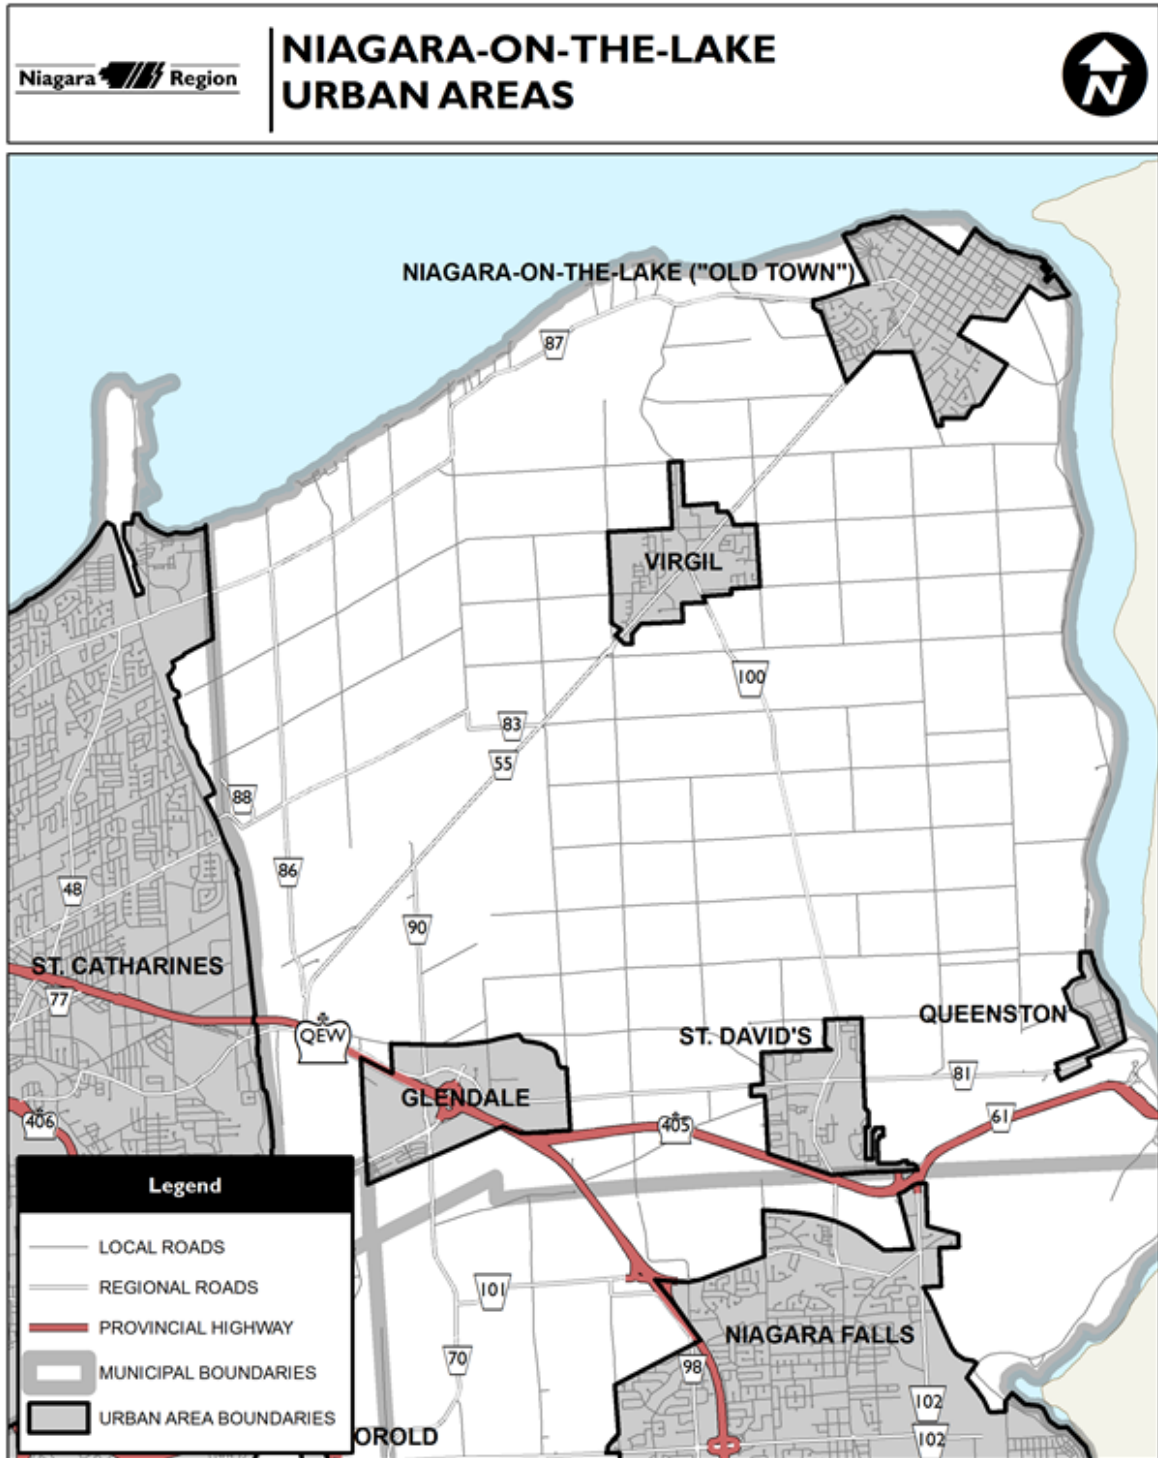 Niagara Region
NIAGARA-ON-THE-LAKE
URBAN AREAS
N
NIAGARA-ON-THE-LAKE ("OLD TOWN")
87
VIRGIL
100
83
55
88
86
48
90
ST. CATHARINES
77
QEW
QUEENSTON
ST. DAVID'S
81
GLENDALE
61
406
405
Legend
LOCAL ROADS
REGIONAL ROADS
PROVINCIAL HIGHWAY
MUNICIPAL BOUNDARIES
URBAN AREA BOUNDARIES
101
NIAGARA FALLS
70
98
102
OROLD
102